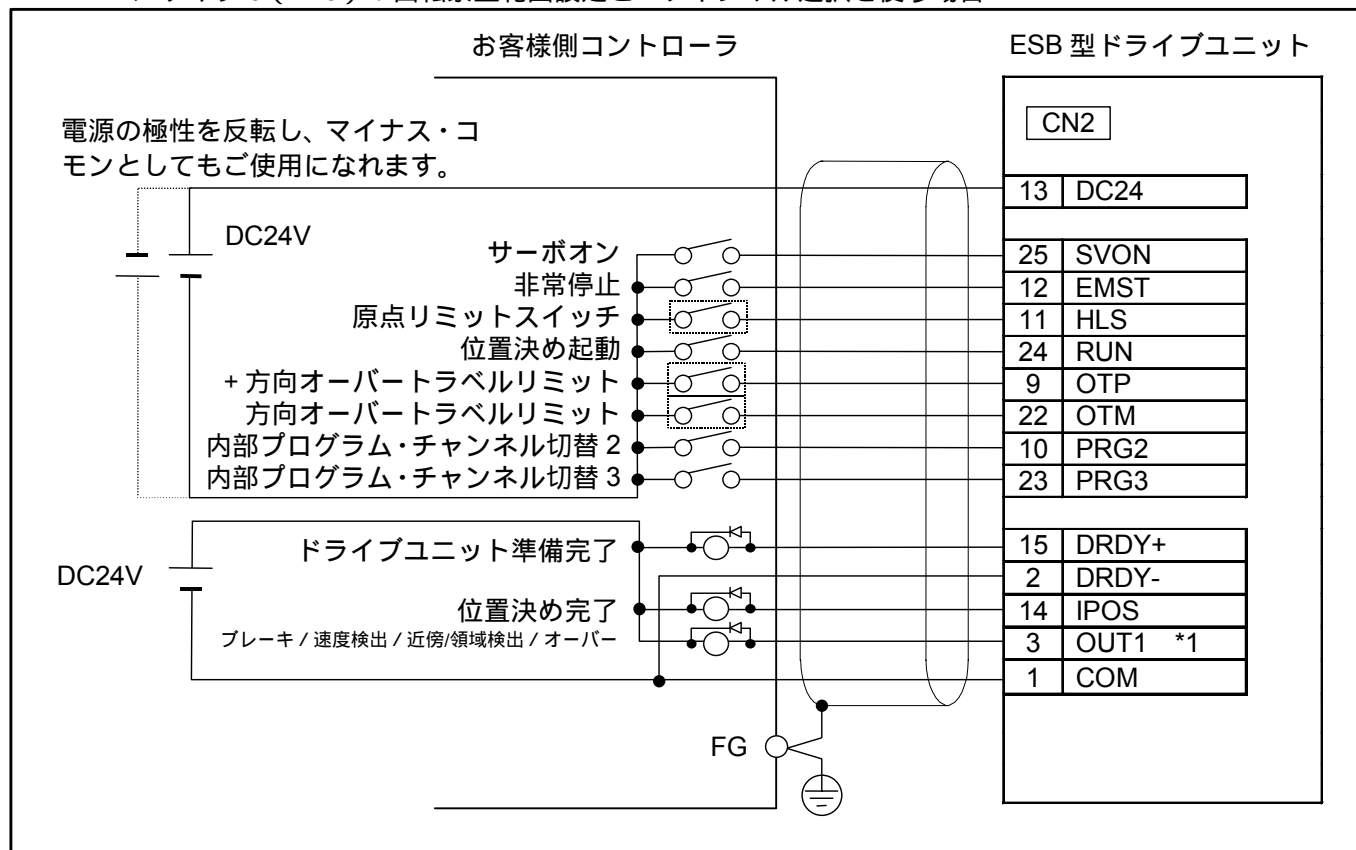 お客様側コントローラ
ESB 型ドライブユニット
電源の極性を反転し、マイナス・コ
モンとしてもご使用になれます。
CN2
13 DC24
DC24V
サーボオン 25 SVON
非常停止 12 EMST
原点リミットスイッチ 11 HLS
位置決め起動 24 RUN
+ 方向オーバートラベルリミット 9 OTP
方向オーバートラベルリミット 22 OTM
内部プログラム・チャンネル切替 2 10 PRG2
内部プログラム・チャンネル切替 3 23 PRG3
ドライブユニット準備完了 15 DRDY+
DC24V
2 DRDY-
位置決め完了 14 IPOS
ブレーキ / 速度検出 / 近傍/領域検出 / オーバー 3 OUT1 *1
1 COM
FG